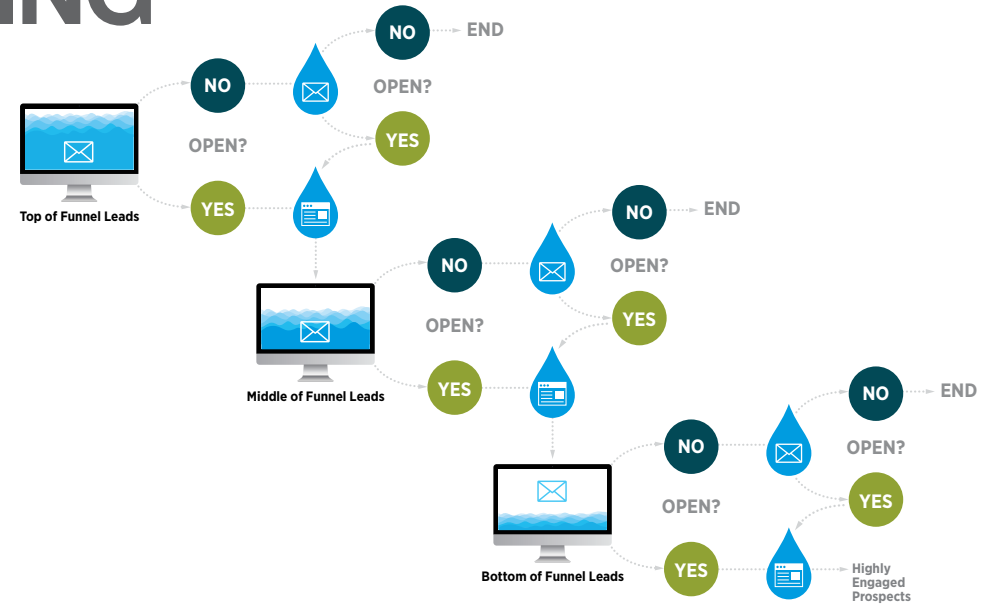 NO
END
NO
OPEN?
OPEN?
YES
Top of Funnel Leads
YES
NO
END
NO
OPEN?
OPEN?
YES
Middle of Funnel Leads
YES
NO
END
NO
OPEN?
OPEN?
YES
Bottom of Funnel Leads
YES
Highly
Engaged
Prospects